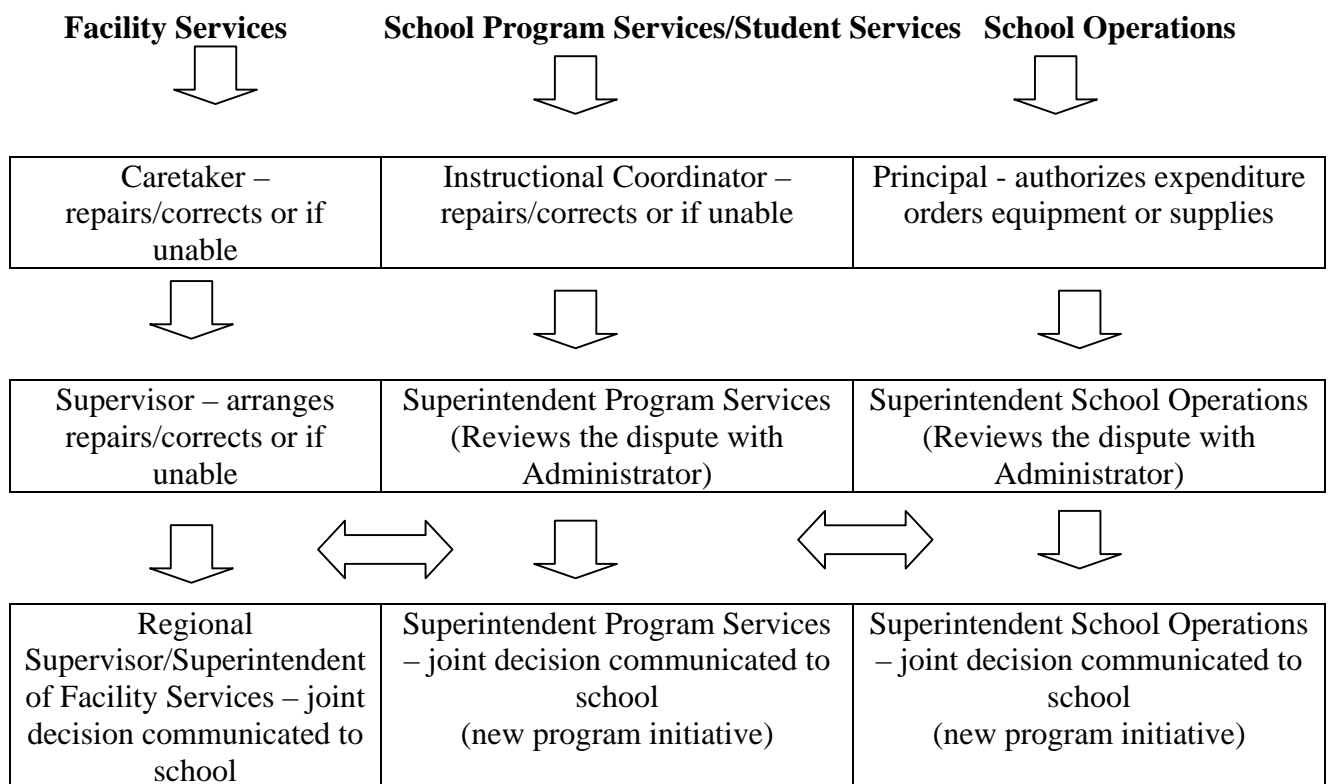 Facility Services School Program Services/Student Services School Operations
Caretaker –
repairs/corrects or if
unable
Instructional Coordinator –
repairs/corrects or if unable
Principal - authorizes expenditure
orders equipment or supplies
Supervisor – arranges
repairs/corrects or if
unable
Superintendent Program Services
(Reviews the dispute with
Administrator)
Superintendent School Operations
(Reviews the dispute with
Administrator)
Regional
Supervisor/Superintendent
of Facility Services – joint
decision communicated to
school
Superintendent Program Services
– joint decision communicated to
school
(new program initiative)
Superintendent School Operations
– joint decision communicated to
school
(new program initiative)